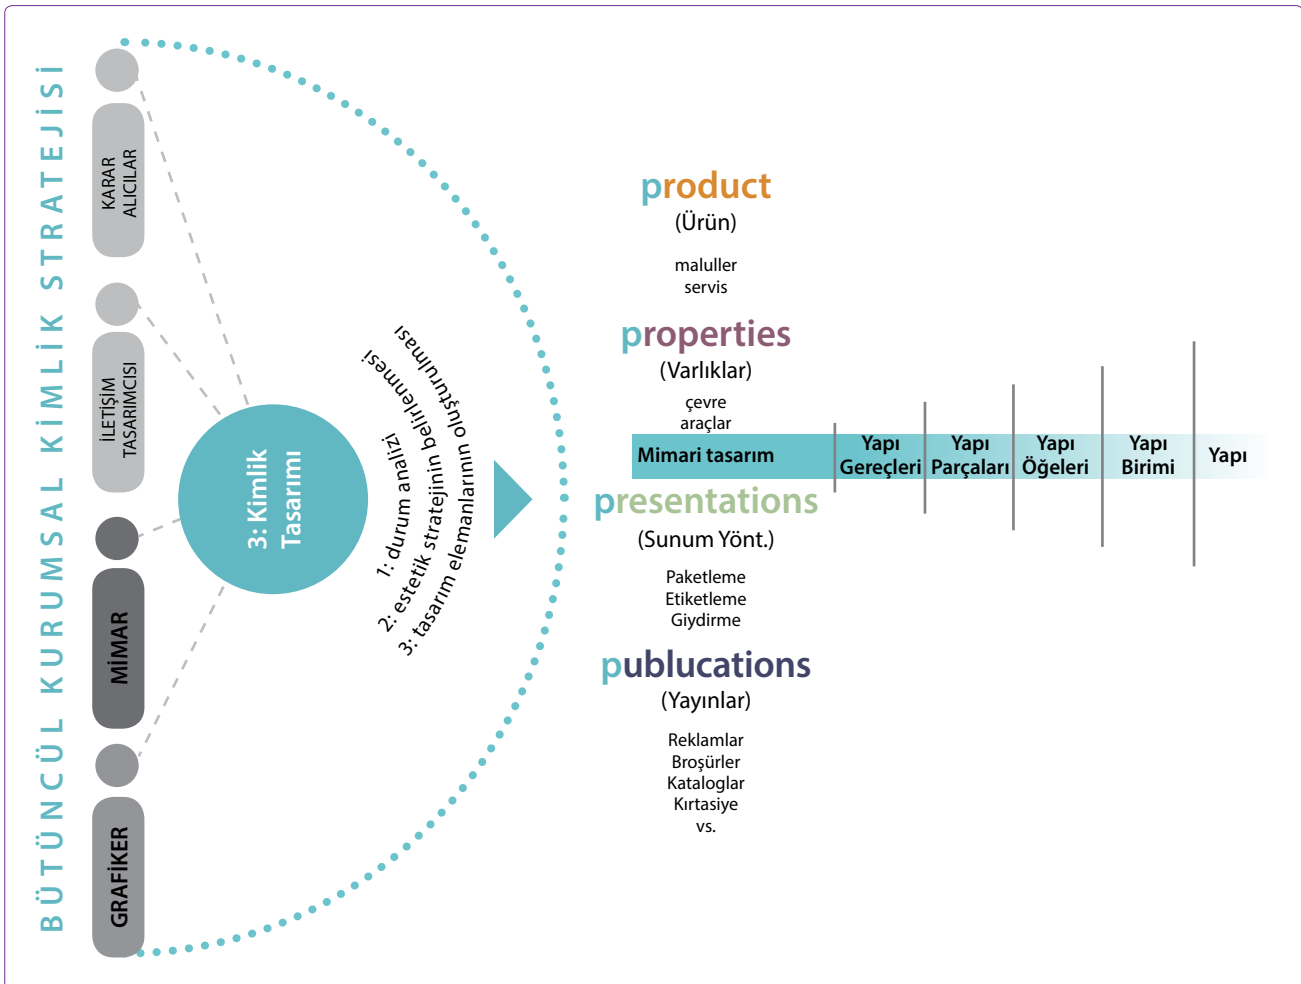 BÜTÜNCÜL KURUMSAL KİMLİK STRATEJİSİ
KARAR
ALICILAR
İLETİŞİM
TASARIMCISI
MİMAR
GRAFİKER
3: Kimlik
Tasarımı
1: durum analizi
2: estetik stratejinin belirlenmesi
3: tasarım elemanlarının oluşturulması
product
(Ürün)
maluller
servis
properties
(Varlıklar)
çevre
araçlar
Mimari tasarım
Yapı
Gereçleri
Yapı
Parçaları
Yapı
Öğeleri
Yapı
Birimi
Yapı
presentations
(Sunum Yönt.)
Paketleme
Etiketleme
Giydirme
publucations
(Yayınlar)
Reklamlar
Broşürler
Kataloglar
Kırtasiye
vs.